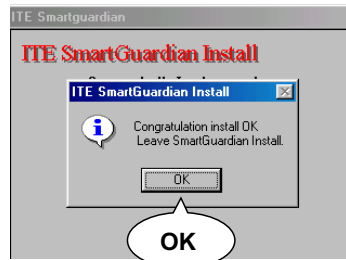 ITE Smartguardian
ITE SmartGuardian Install
ITE SmartGuardian Install
Congratulation install OK
Leave SmartGuardian Install.
OK
OK